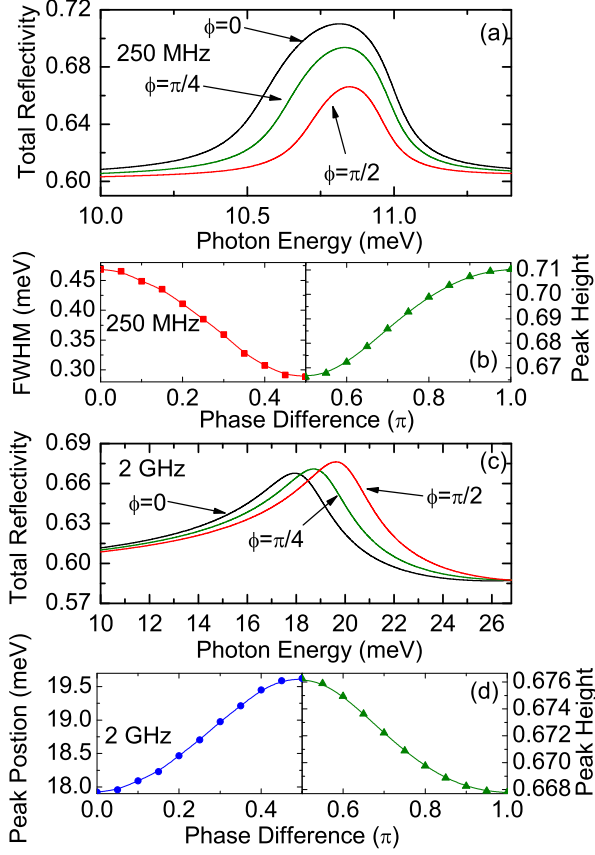 0.72
0.68
0.64
0.60
Total Reflectivity
250 MHz
ϕ=0
ϕ=π/4
ϕ=π/2
(a)
10.0 10.5 11.0
Photon Energy (meV)
0.45
0.40
0.35
0.30
FWHM (meV)
250 MHz
(b)
0.71
0.70
0.69
0.68
0.67
Peak Height
0.0 0.2 0.4 0.6 0.8 1.0
Phase Difference (π)
0.69
0.66
0.63
0.60
0.57
Total Reflectivity
2 GHz
ϕ=0
ϕ=π/4
ϕ=π/2
(c)
10 12 14 16 18 20 22 24 26
Photon Energy (meV)
19.5
19.0
18.5
18.0
Peak Postion (meV)
2 GHz
(d)
0.676
0.674
0.672
0.670
0.668
Peak Height
0.0 0.2 0.4 0.6 0.8 1.0
Phase Difference (π)